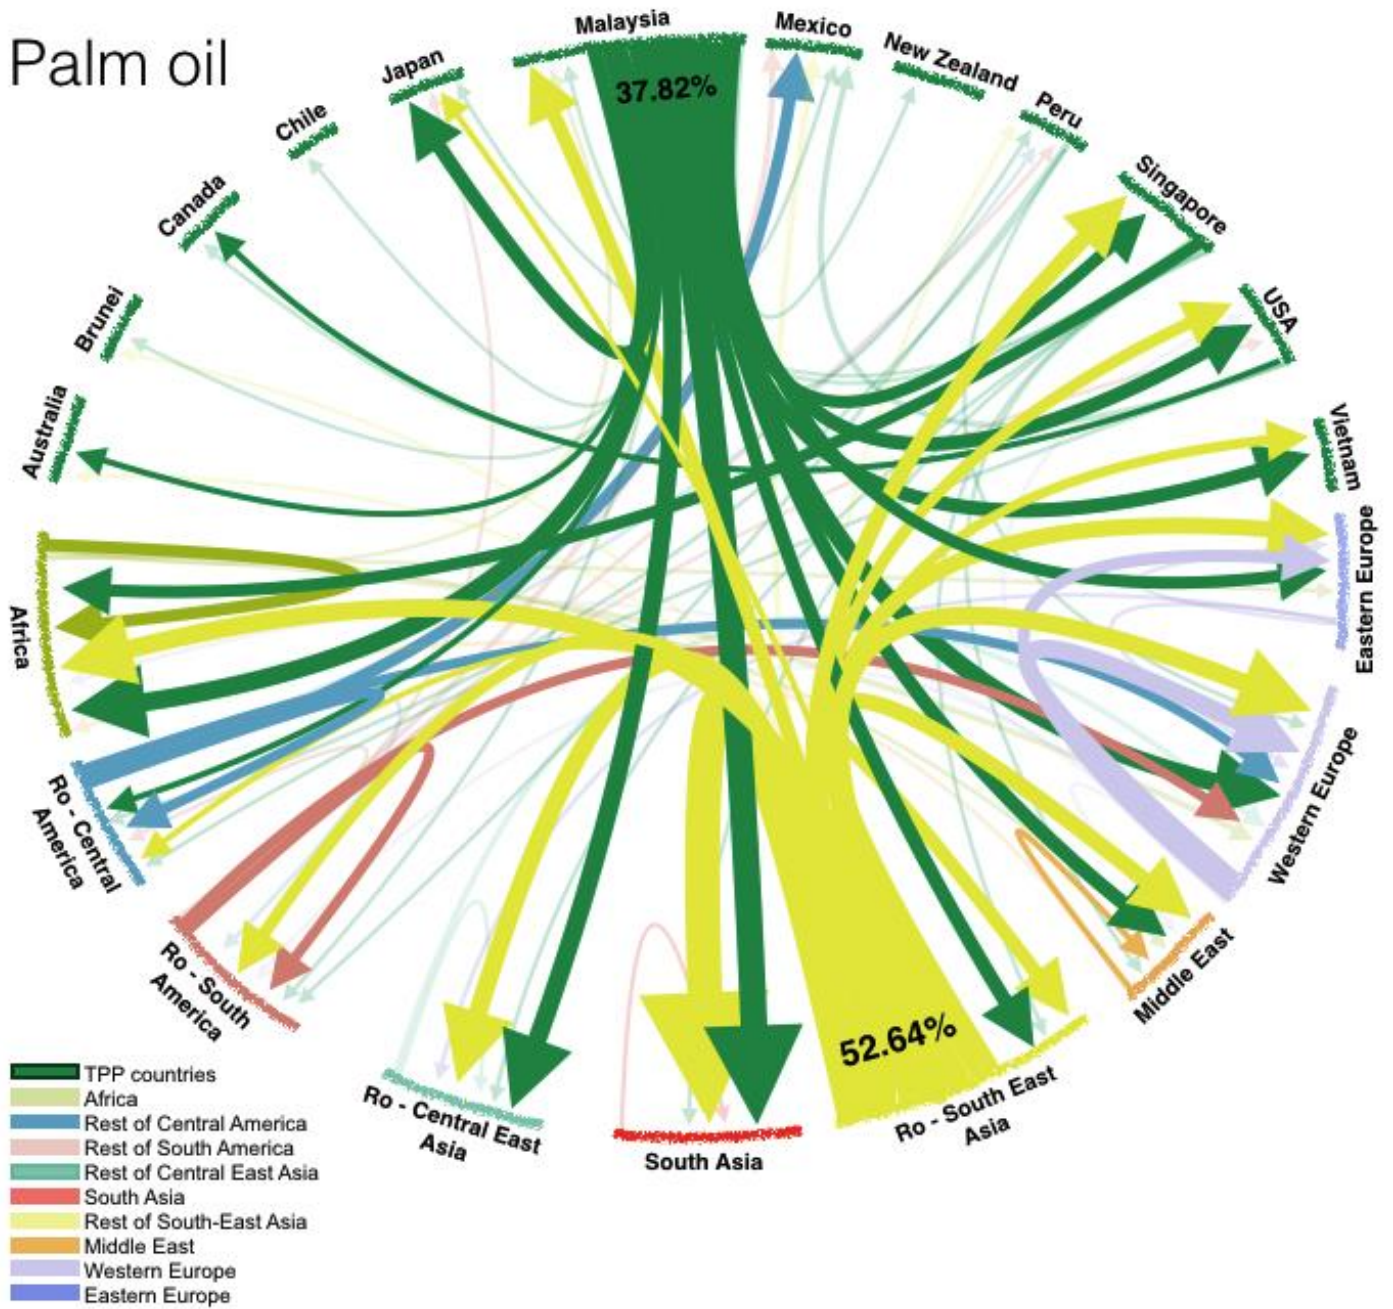 Palm oil
Malaysia
Mexico
New Zealand
Japan
Peru
Chile
Singapore
Canada
USA
Brunei
Australia
Vietnam
Eastern Europe
Africa
Western Europe
Ro - Central
America
Ro - South
America
Middle East
Ro - Central East
Asia
South Asia
Ro - South East
Asia
37.82%
52.64%
TPP countries
Africa
Rest of Central America
Rest of South America
Rest of Central East Asia
South Asia
Rest of South-East Asia
Middle East
Western Europe
Eastern Europe